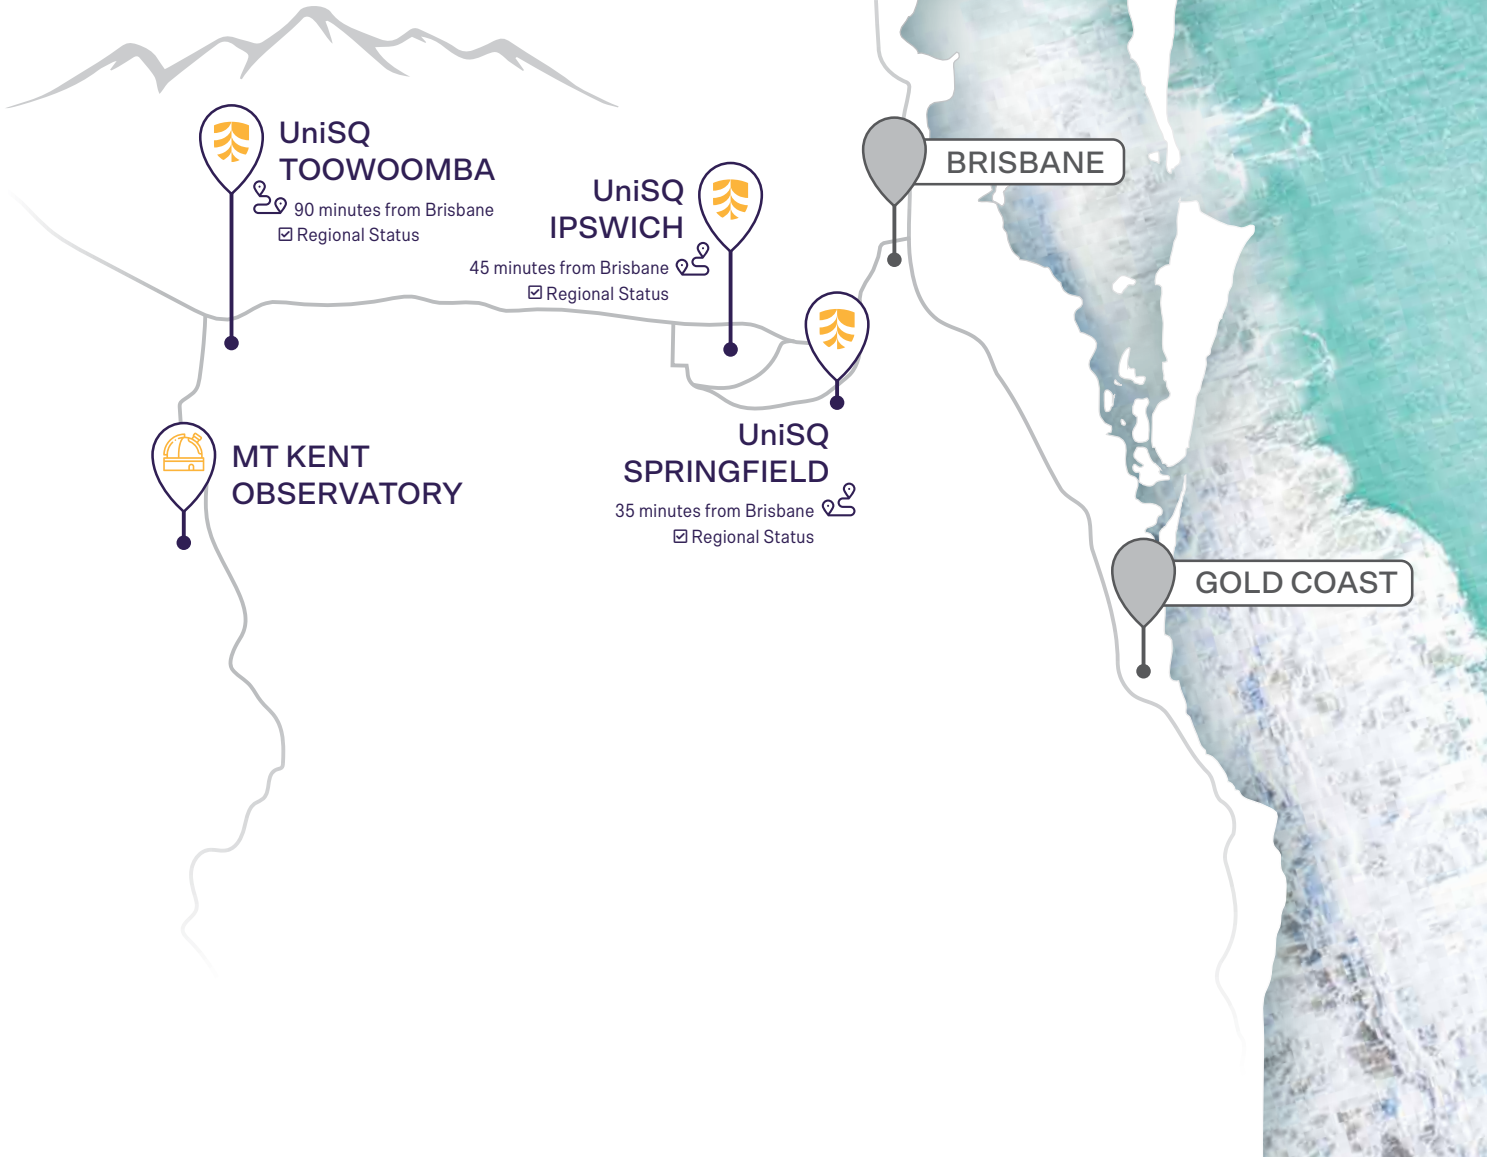 UniSQ
TOOWOOMBA
90 minutes from Brisbane
Regional Status
UniSQ
IPSWICH
45 minutes from Brisbane
Regional Status
BRISBANE
UniSQ
SPRINGFIELD
35 minutes from Brisbane
Regional Status
MT KENT
OBSERVATORY
GOLD COAST